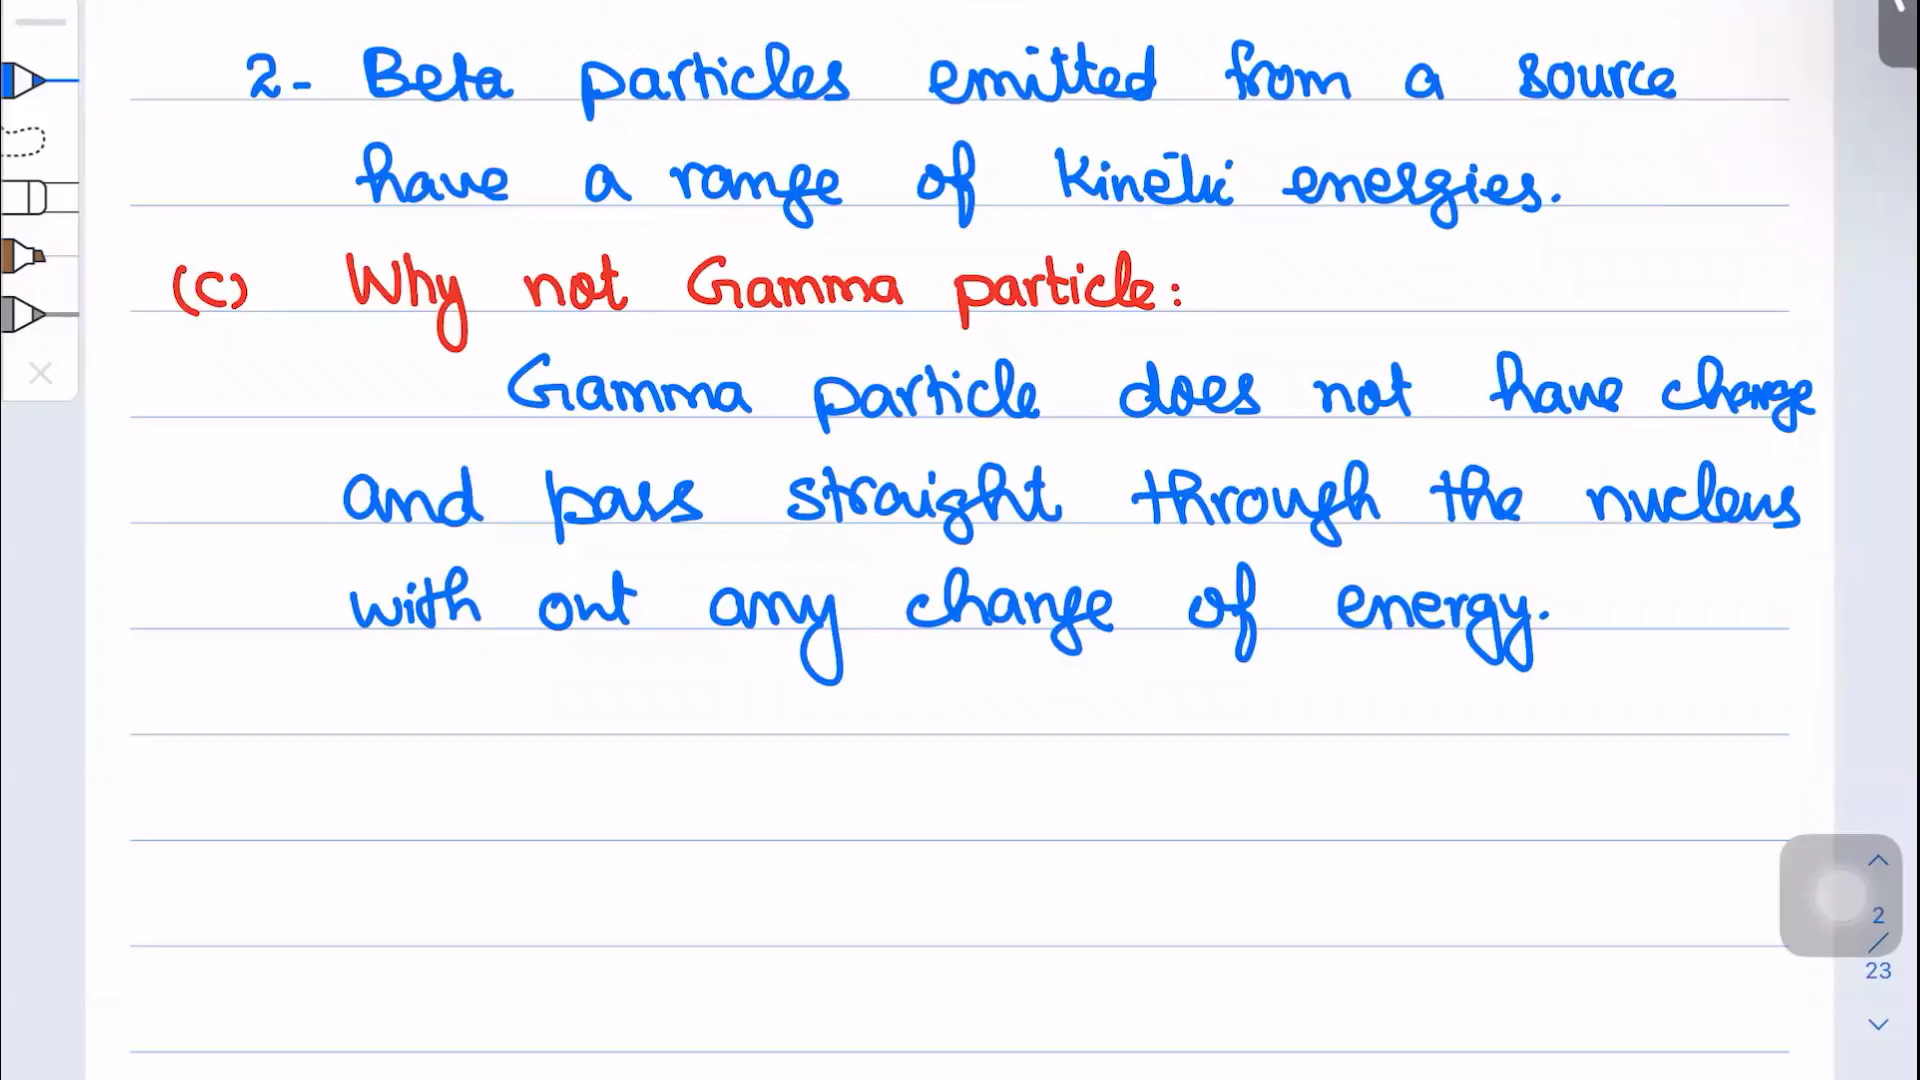 2- Beta particles emitted from a source
have a range of Kinetic energies.
(C) Why not Gamma particle:
Gamma particle does not have charge
and pass straight through the nucleus
with out any change of energy.
2
/
23